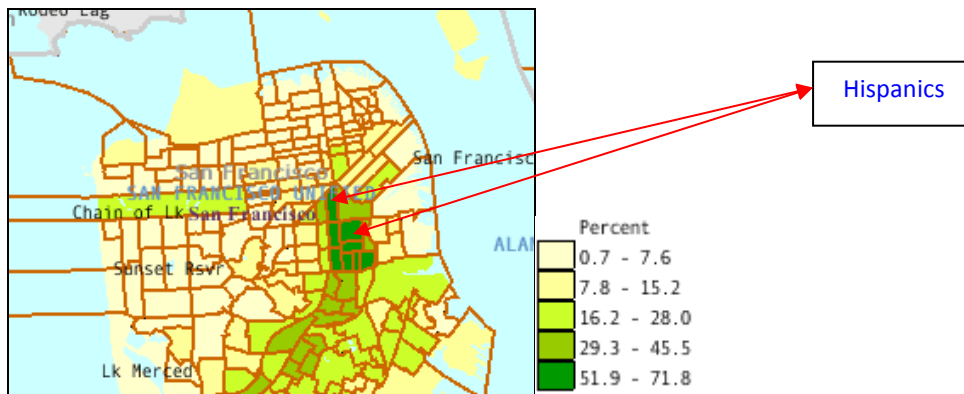 Rodeo Lag
Hispanics
San Francisc
San Francisco
SAN FRANCISCO UNIFIED
Chain of Lk
San Francisco
ALAN
Sunset Rsvr
Lk Merced
Percent
0.7 - 7.6
7.8 - 15.2
16.2 - 28.0
29.3 - 45.5
51.9 - 71.8